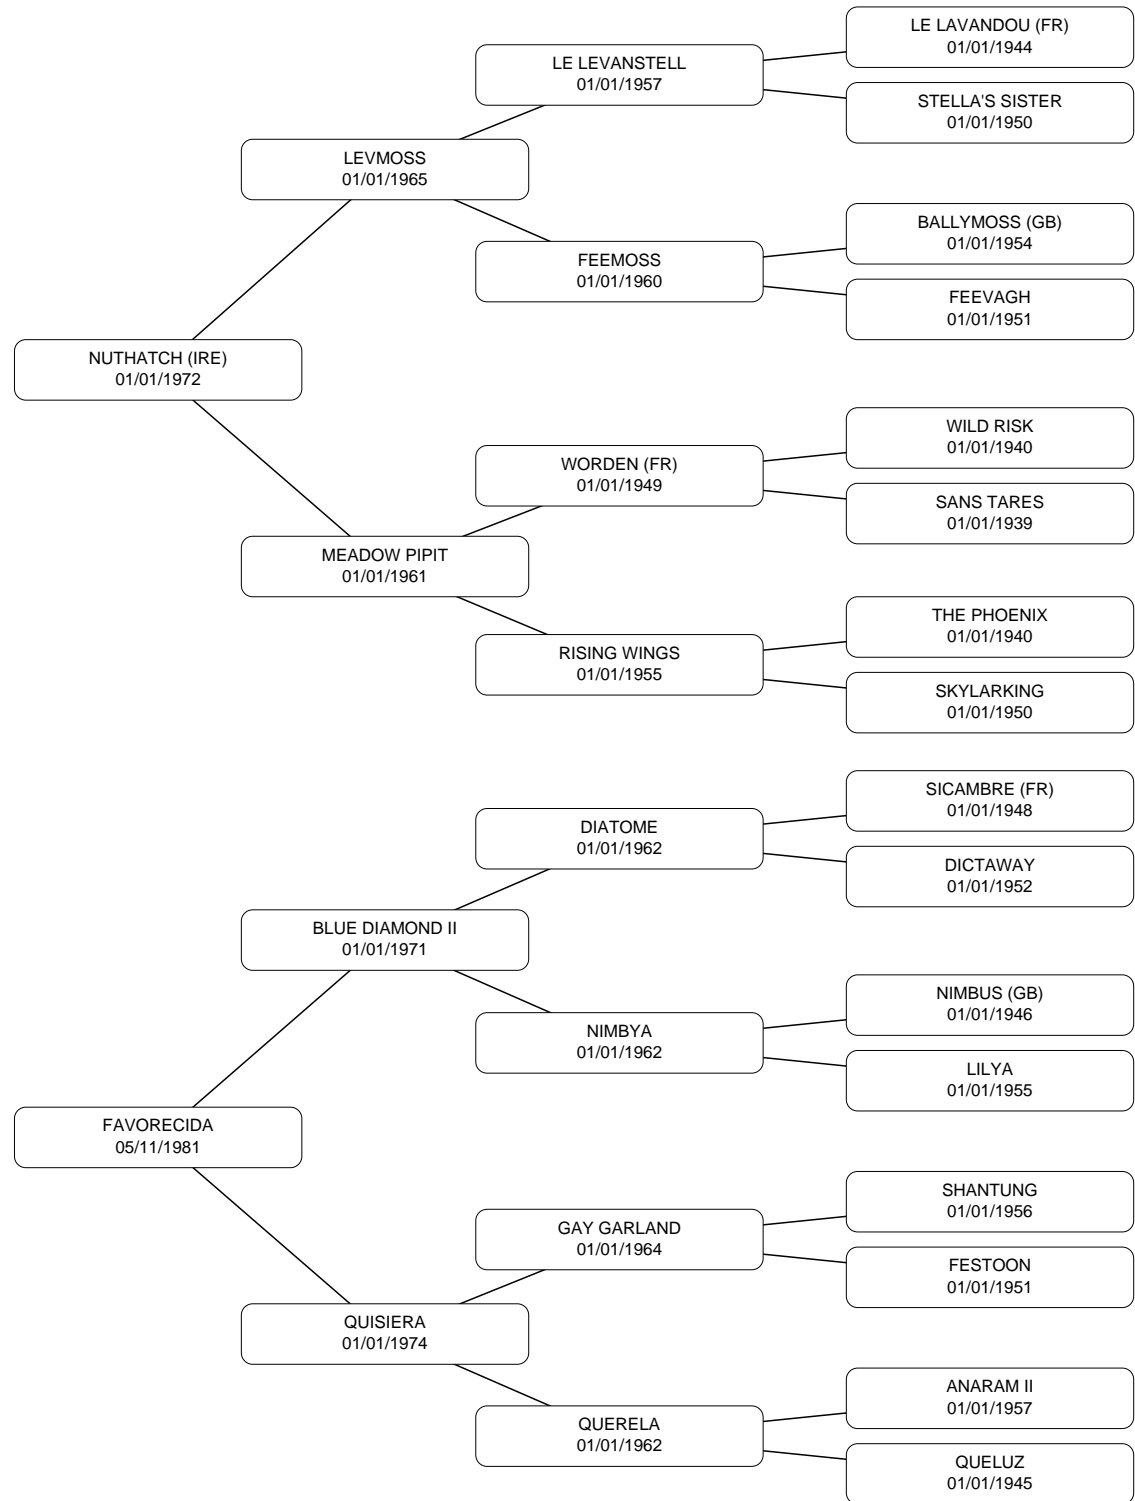 LE LAVANDOU (FR)
01/01/1944
LE LEVANSTELL
01/01/1957
STELLA'S SISTER
01/01/1950
LEVMOSS
01/01/1965
BALLYMOSS (GB)
01/01/1954
FEEMOSS
01/01/1960
FEEVAGH
01/01/1951
NUTHATCH (IRE)
01/01/1972
WILD RISK
01/01/1940
WORDEN (FR)
01/01/1949
SANS TARES
01/01/1939
MEADOW PIPIT
01/01/1961
THE PHOENIX
01/01/1940
RISING WINGS
01/01/1955
SKYLARKING
01/01/1950
SICAMBRE (FR)
01/01/1948
DIATOME
01/01/1962
DICTAWAY
01/01/1952
BLUE DIAMOND II
01/01/1971
NIMBUS (GB)
01/01/1946
NIMBYA
01/01/1962
LILYA
01/01/1955
FAVORECIDA
05/11/1981
SHANTUNG
01/01/1956
GAY GARLAND
01/01/1964
FESTOON
01/01/1951
QUISIERA
01/01/1974
ANARAM II
01/01/1957
QUERELA
01/01/1962
QUELUZ
01/01/1945